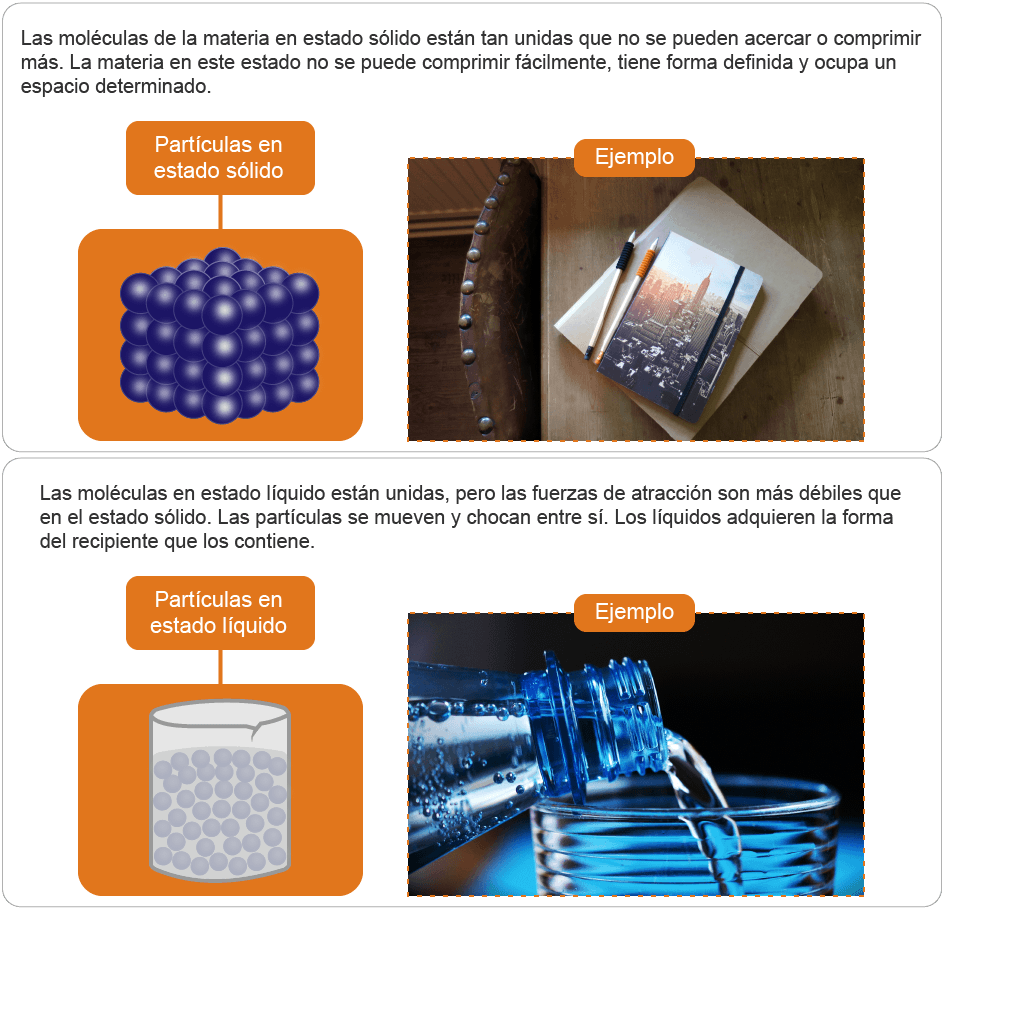 Las moléculas de la materia en estado sólido están tan unidas que no se pueden acercar o comprimir
más. La materia en este estado no se puede comprimir fácilmente, tiene forma definida y ocupa un
espacio determinado.
Partículas en
estado sólido
Ejemplo
Las moléculas en estado líquido están unidas, pero las fuerzas de atracción son más débiles que
en el estado sólido. Las partículas se mueven y chocan entre sí. Los líquidos adquieren la forma
del recipiente que los contiene.
Partículas en
estado líquido
Ejemplo